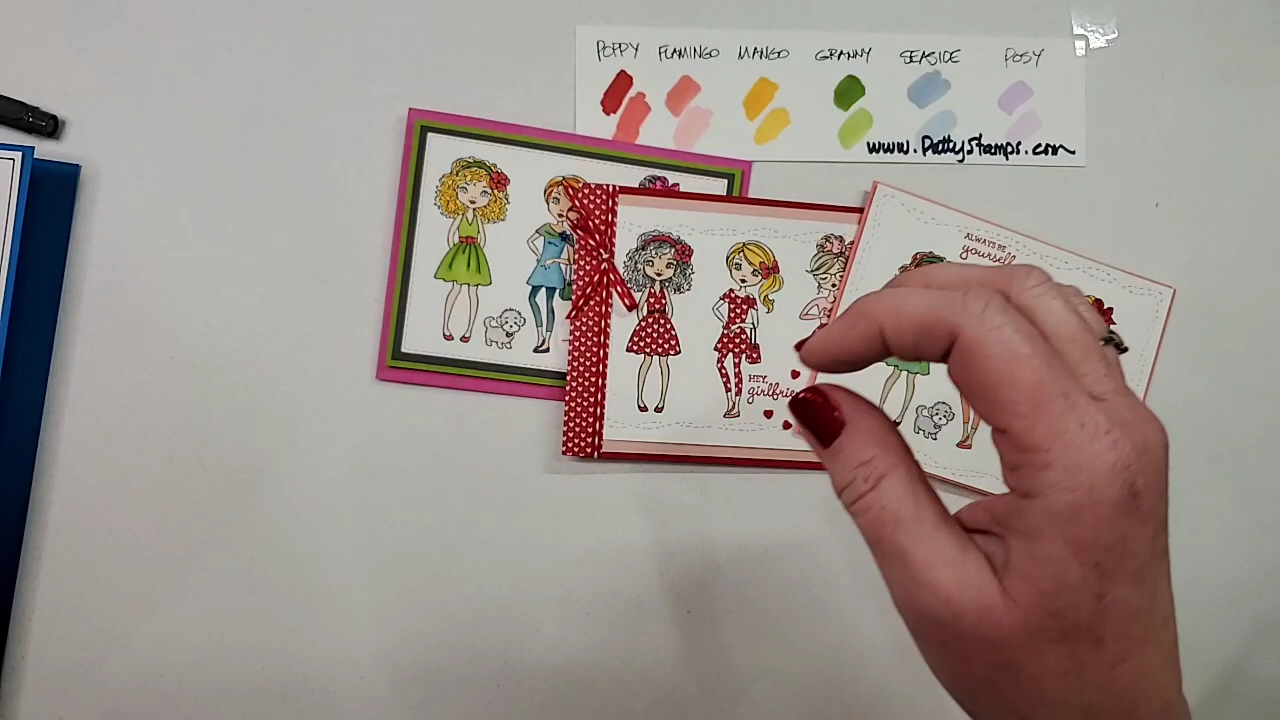 POPPY FLAMINGO MANGO GRANNY SEASIDE POSY
www.PattyStamps.com
ALWAYS BE
yourself
HEY,